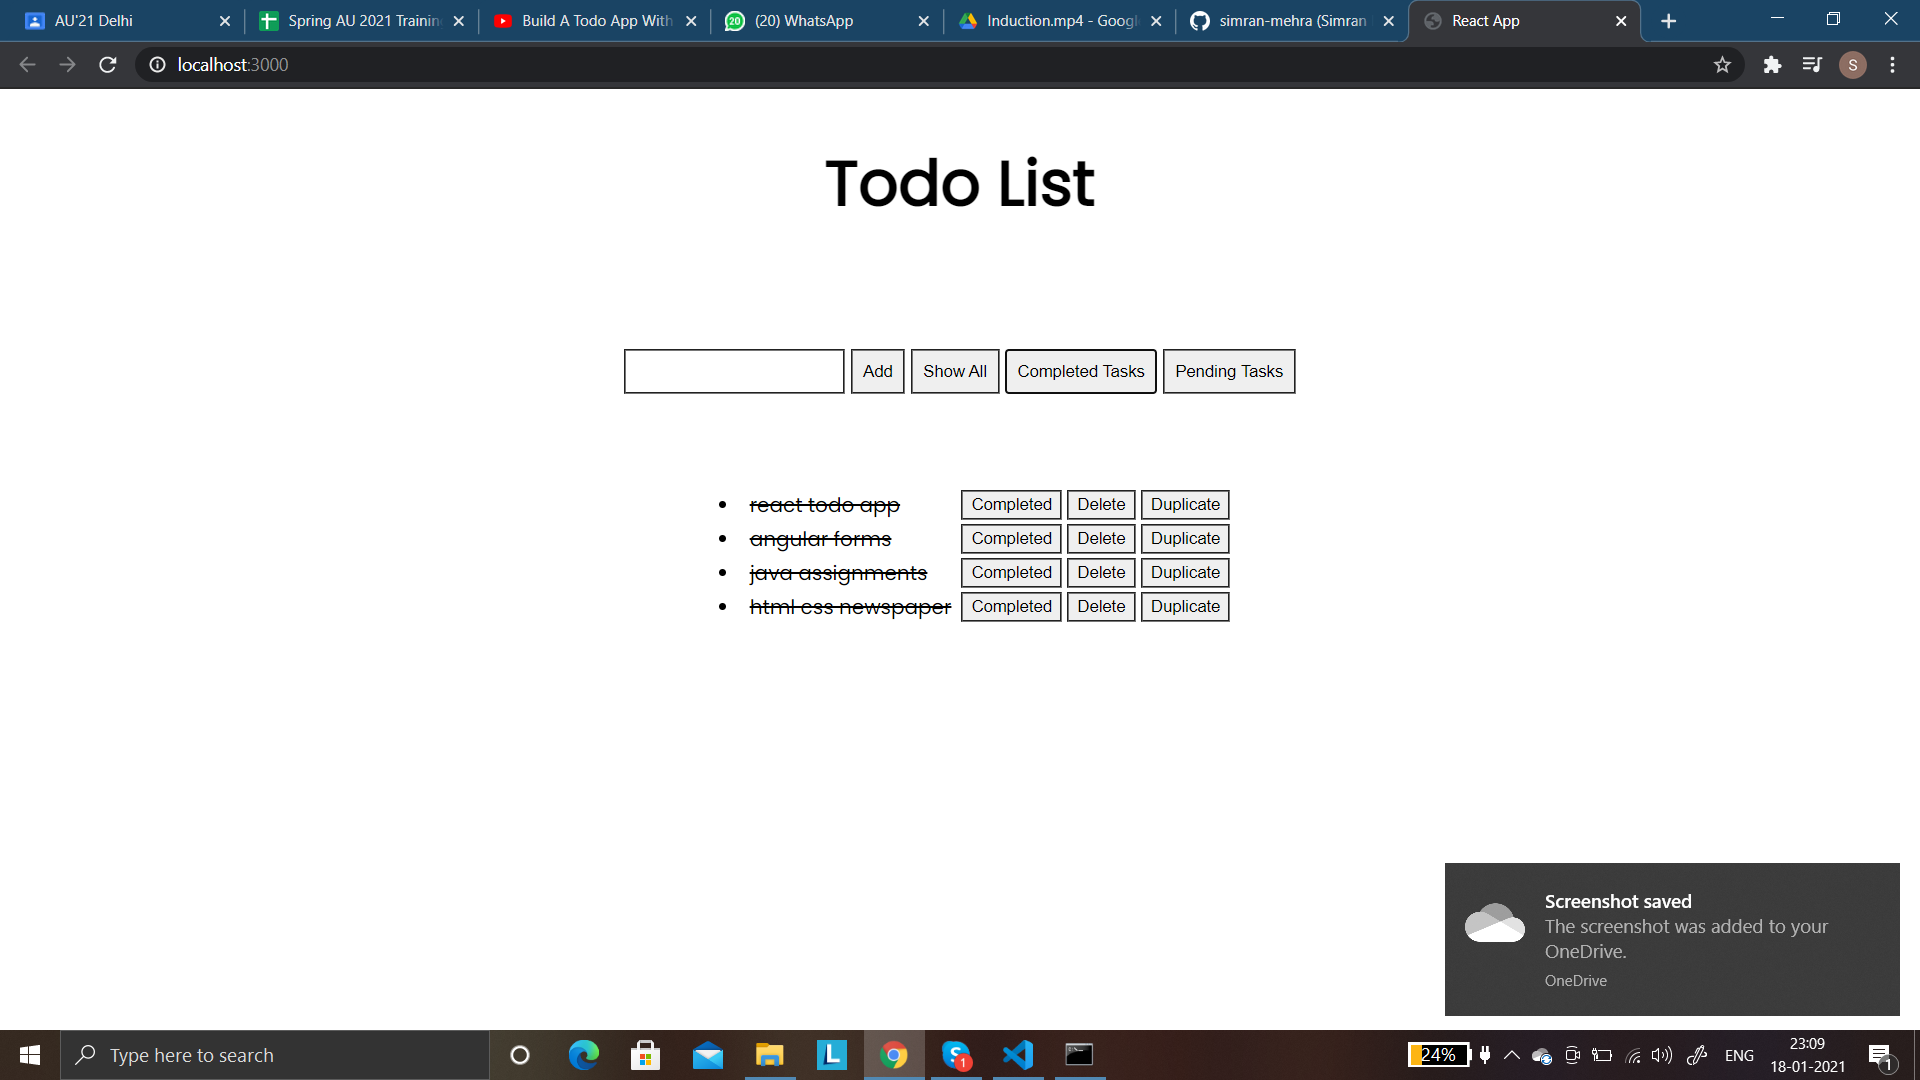 AU'21 Delhi
Spring AU 2021 Training
Build A Todo App With
(20) WhatsApp
Induction.mp4 - Google
simran-mehra (Simran
React App
localhost:3000
S
Todo List
Add
Show All
Completed Tasks
Pending Tasks
react todo app Completed Delete Duplicate
angular forms Completed Delete Duplicate
java assignments Completed Delete Duplicate
html css newspaper Completed Delete Duplicate
Screenshot saved
The screenshot was added to your
OneDrive.
OneDrive
Type here to search
L
S
1
24%
ENG
23:09
18-01-2021
1